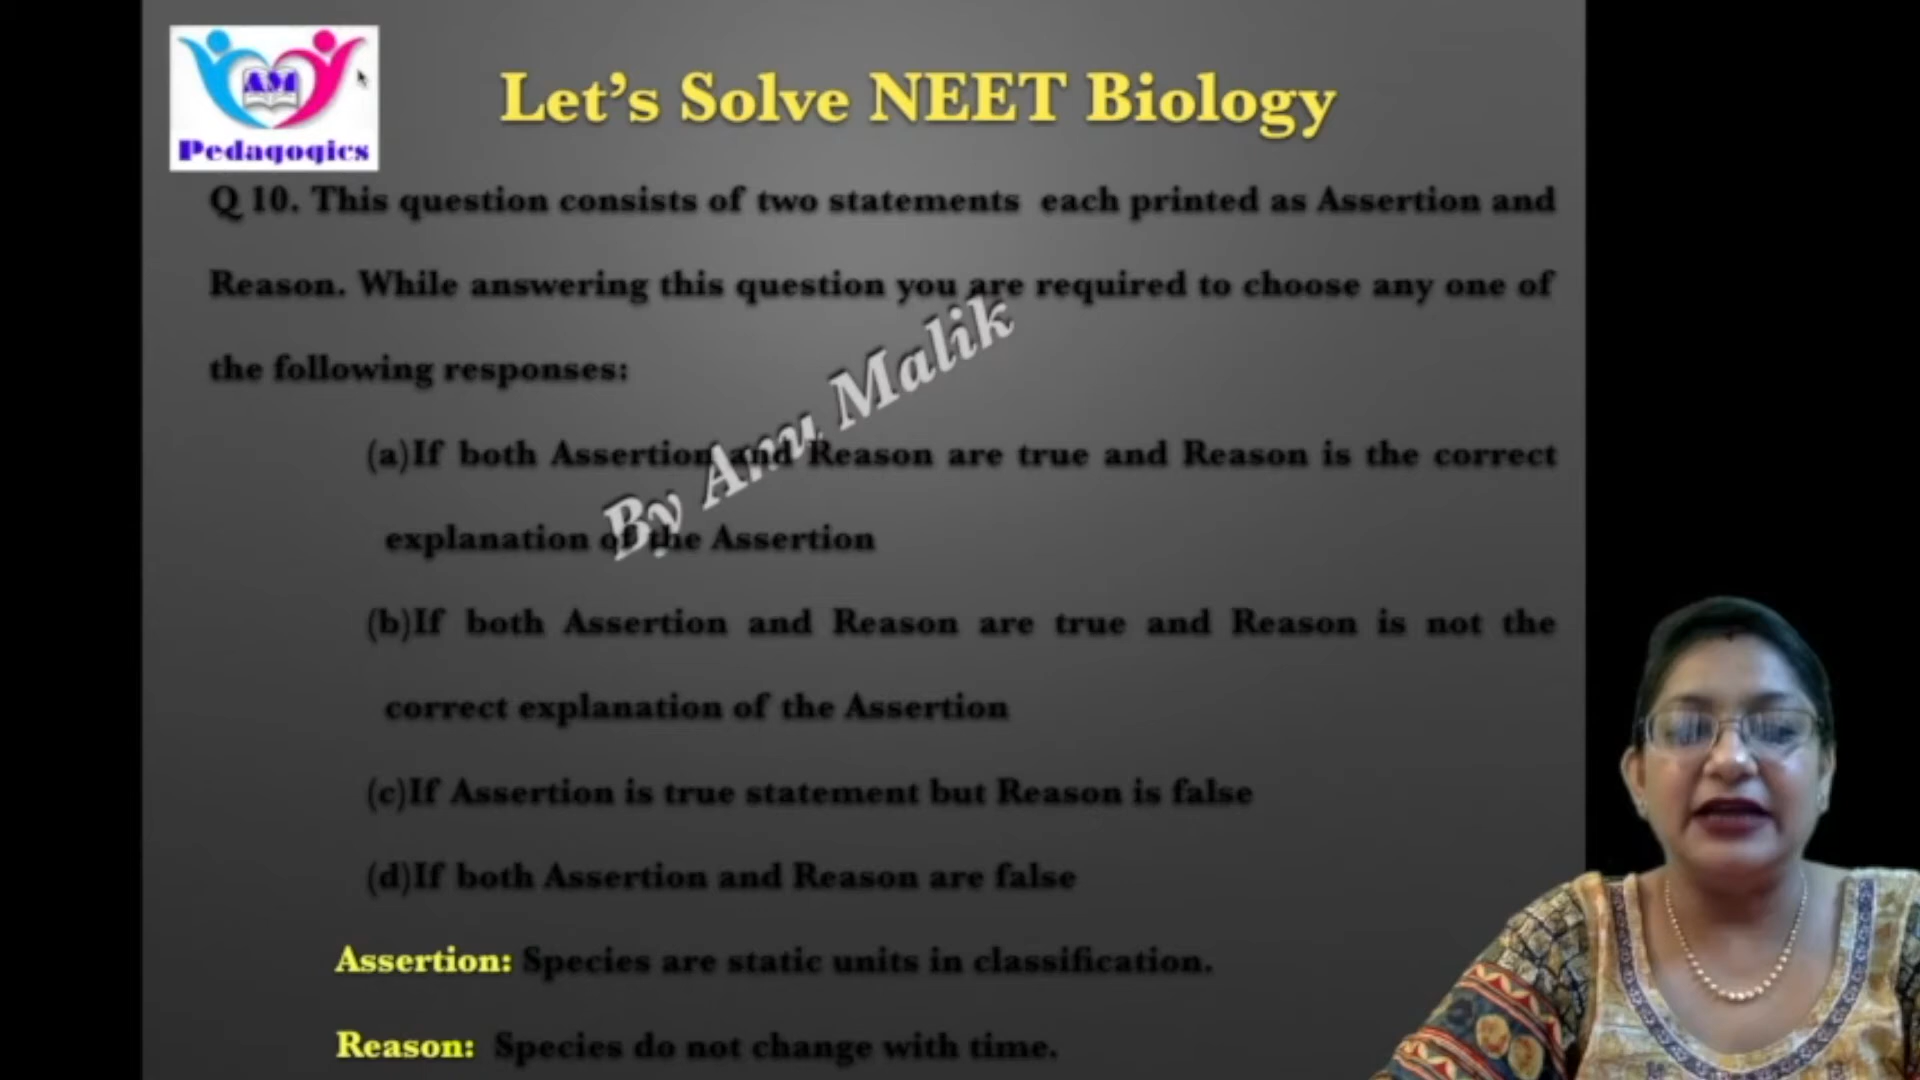 AM
Pedagogics
Let's Solve NEET Biology
Q 10. This question consists of two statements each printed as Assertion and
Reason. While answering this question you are required to choose any one of
the following responses:
(a)If both Assertion and Reason are true and Reason is the correct
explanation of the Assertion
(b)If both Assertion and Reason are true and Reason is not the
correct explanation of the Assertion
(c)If Assertion is true statement but Reason is false
(d)If both Assertion and Reason are false
Assertion: Species are static units in classification.
Reason: Species do not change with time.
By Anu Malik